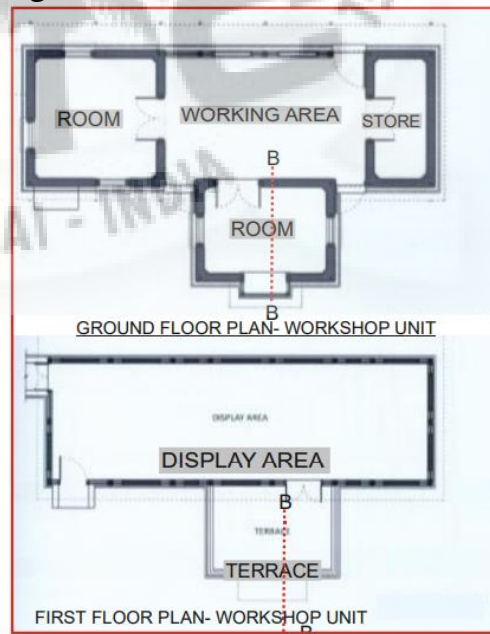 ROOM
WORKING AREA
STORE
B
ROOM
B
GROUND FLOOR PLAN- WORKSHOP UNIT
DISPLAY AREA
DISPLAY AREA
B
TERRACE
TERRACE
FIRST FLOOR PLAN- WORKSHOP UNIT
B